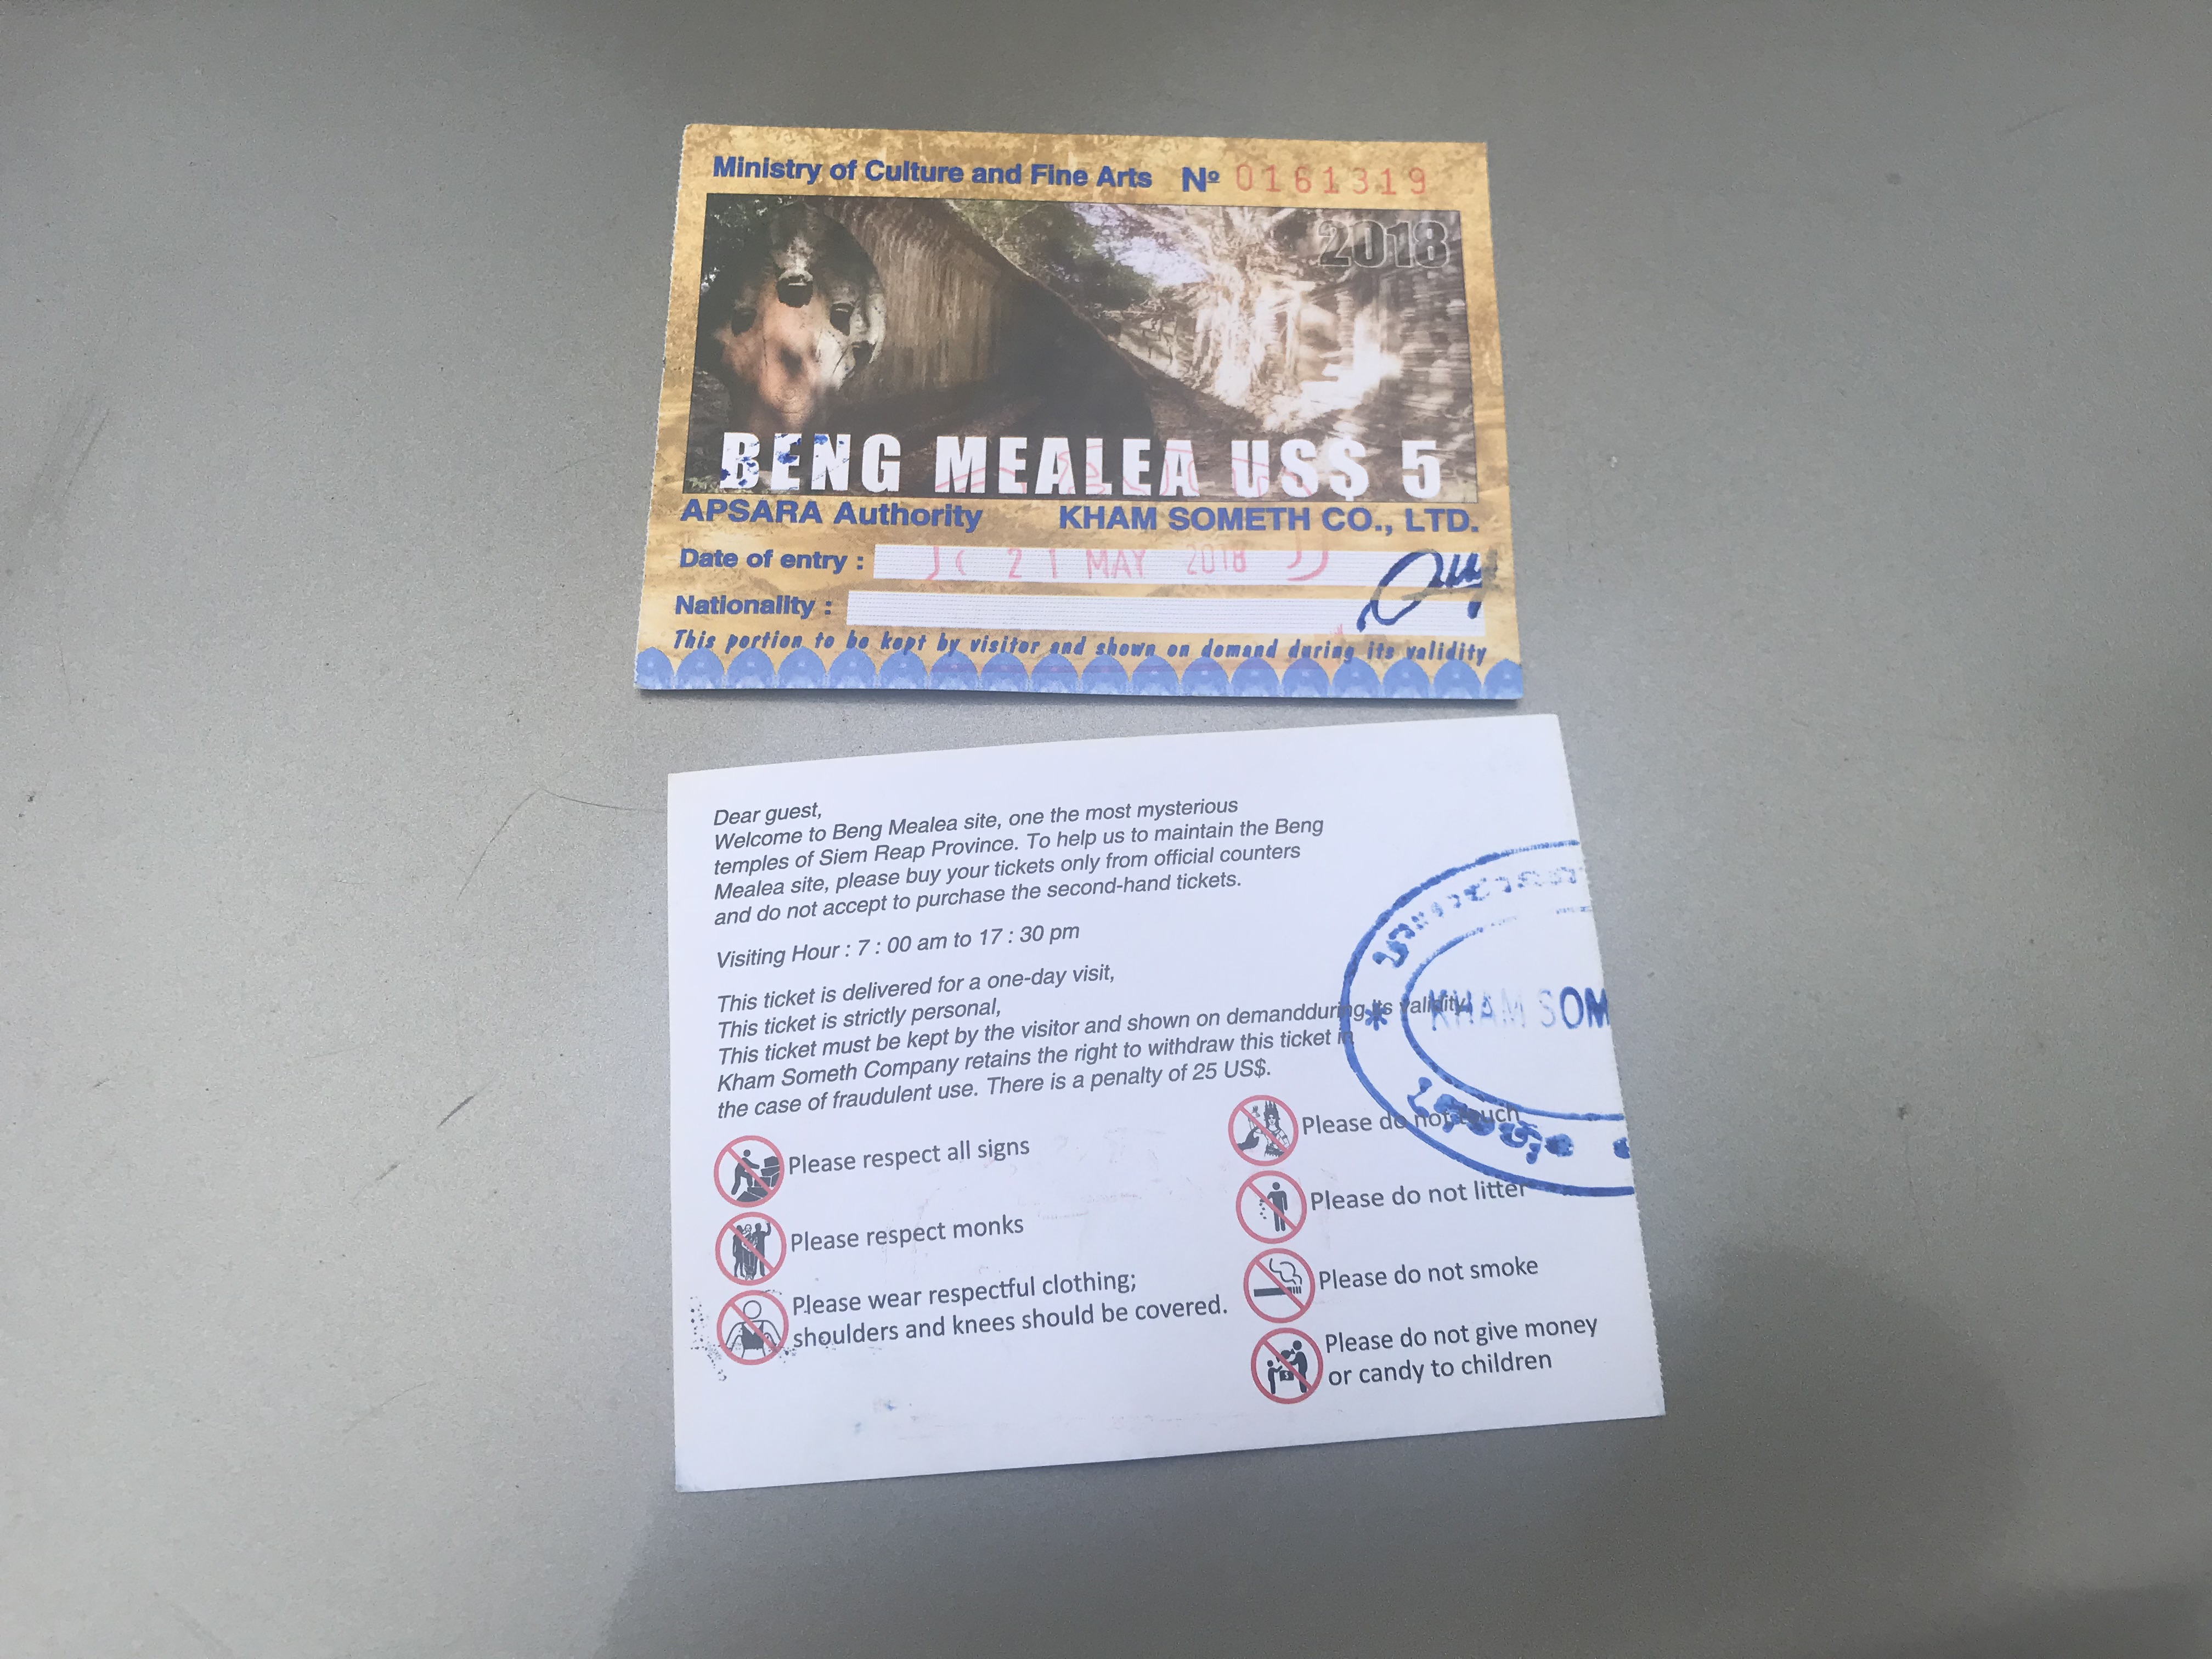 Ministry of Culture and Fine Arts Nº 0161319
2018
BENG MEALEA US$ 5
APSARA Authority KHAM SOMETH CO., LTD.
Date of entry : 21 MAY 2018
Nationality :
This portion to be kept by visitor and shown on demand during its validity
Dear guest,
Welcome to Beng Mealea site, one the most mysterious
temples of Siem Reap Province. To help us to maintain the Beng
Mealea site, please buy your tickets only from official counters
and do not accept to purchase the second-hand tickets.
Visiting Hour : 7 : 00 am to 17 : 30 pm
This ticket is delivered for a one-day visit,
This ticket is strictly personal,
This ticket must be kept by the visitor and shown on demandduring its validity.
Kham Someth Company retains the right to withdraw this ticket in
the case of fraudulent use. There is a penalty of 25 US$.
KHAM SOM
Please respect all signs
Please respect monks
Please wear respectful clothing;
shoulders and knees should be covered.
Please do not touch
Please do not litter
Please do not smoke
Please do not give money
or candy to children